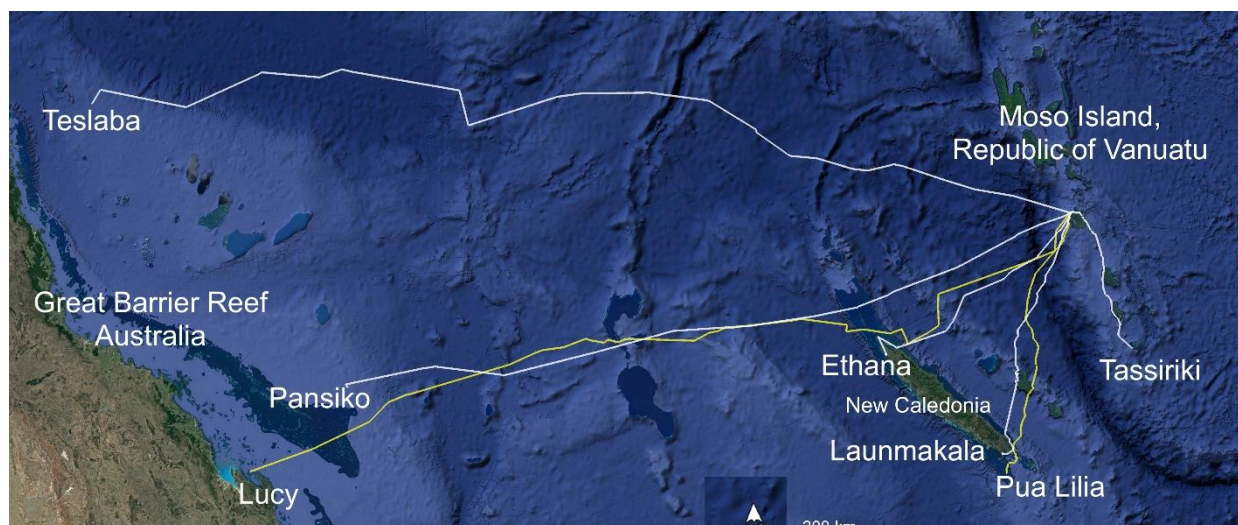 Teslaba
Moso Island,
Republic of Vanuatu
Great Barrier Reef
Australia
Pansiko
Lucy
Ethana
New Caledonia
Launmakala
Pua Lilia
Tassiriki